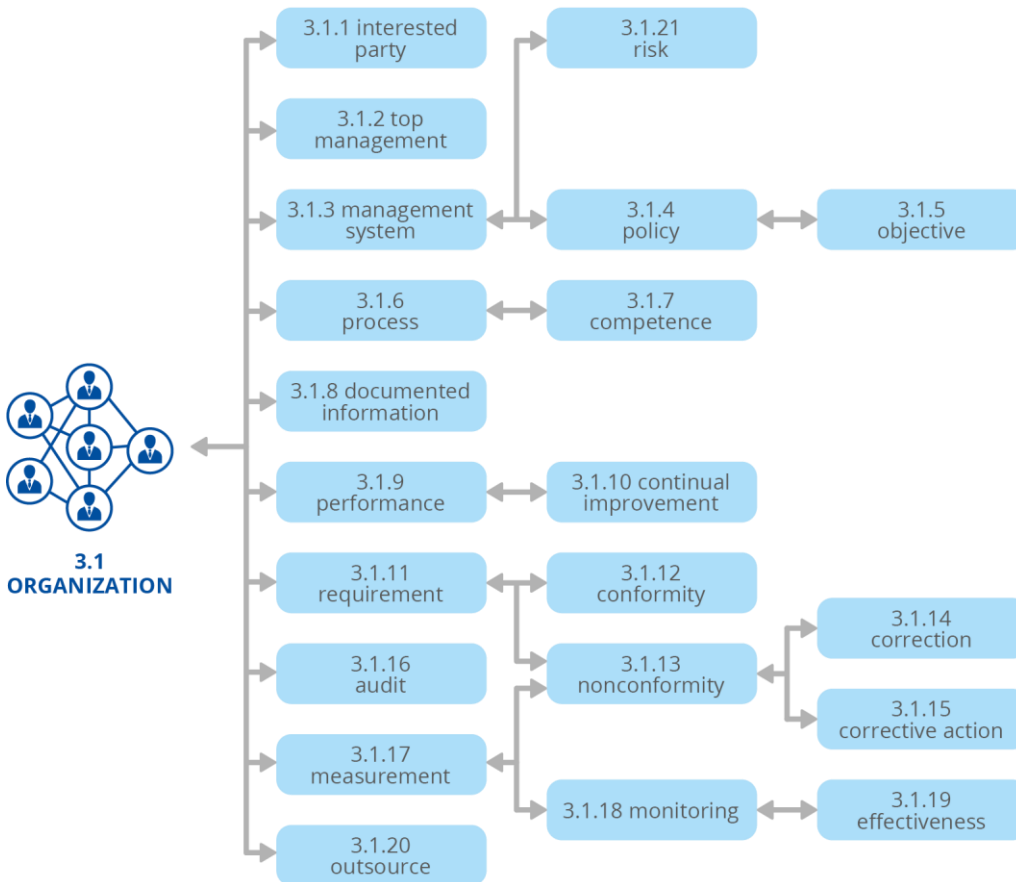 3.1.1 interested
party
3.1.21
risk
3.1.2 top
management
3.1.3 management
system
3.1.4
policy
3.1.5
objective
3.1.6
process
3.1.7
competence
3.1.8 documented
information
3.1
ORGANIZATION
3.1.9
performance
3.1.10 continual
improvement
3.1.11
requirement
3.1.12
conformity
3.1.13
nonconformity
3.1.14
correction
3.1.15
corrective action
3.1.16
audit
3.1.17
measurement
3.1.18 monitoring
3.1.19
effectiveness
3.1.20
outsource